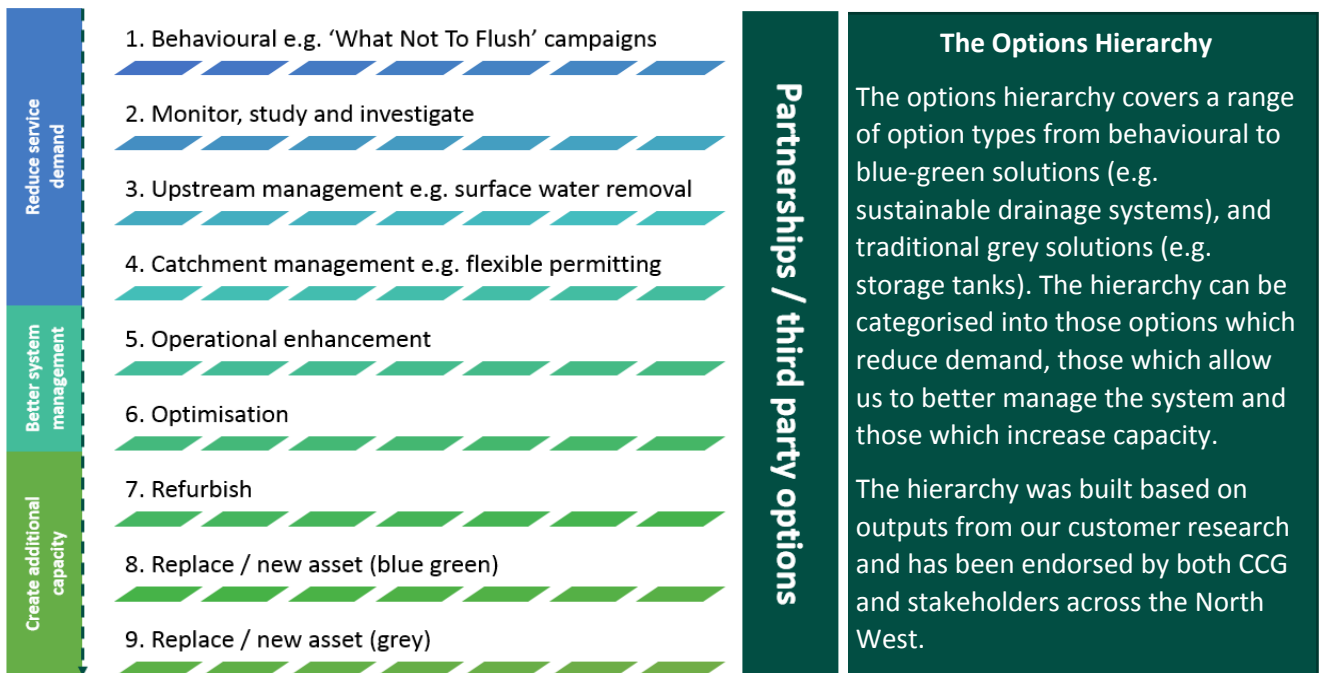 Reduce service
demand
Better system
management
Create additional
capacity
1. Behavioural e.g. ‘What Not To Flush’ campaigns
2. Monitor, study and investigate
3. Upstream management e.g. surface water removal
4. Catchment management e.g. flexible permitting
5. Operational enhancement
6. Optimisation
7. Refurbish
8. Replace / new asset (blue green)
9. Replace / new asset (grey)
Partnerships / third party options
The Options Hierarchy
The options hierarchy covers a range
of option types from behavioural to
blue-green solutions (e.g.
sustainable drainage systems), and
traditional grey solutions (e.g.
storage tanks). The hierarchy can be
categorised into those options which
reduce demand, those which allow
us to better manage the system and
those which increase capacity.
The hierarchy was built based on
outputs from our customer research
and has been endorsed by both CCG
and stakeholders across the North
West.